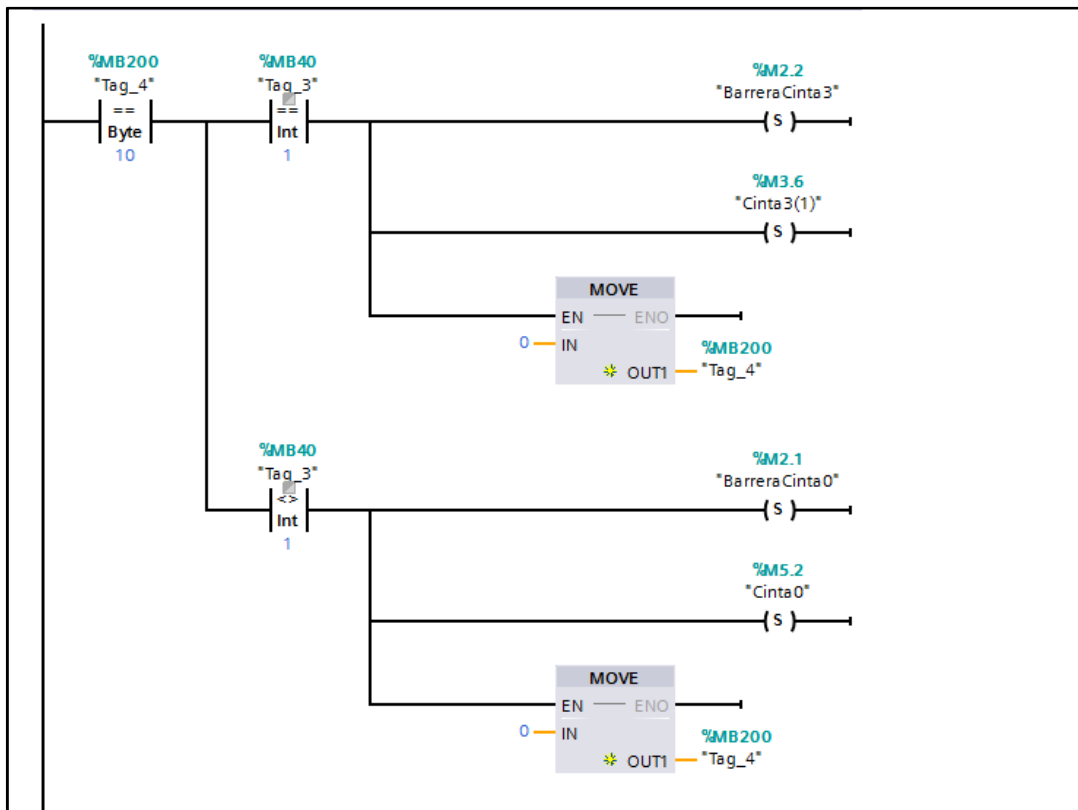 %MB200
"Tag_4"
==
Byte
10
%MB40
"Tag_3"
==
Int
1
%M2.2
"BarreraCinta3"
( S )
%M3.6
"Cinta3(1)"
( S )
MOVE
EN ENO
0 IN
OUT1
%MB200
"Tag_4"
%MB40
"Tag_3"
<>
Int
1
%M2.1
"BarreraCinta0"
( S )
%M5.2
"Cinta0"
( S )
MOVE
EN ENO
0 IN
OUT1
%MB200
"Tag_4"